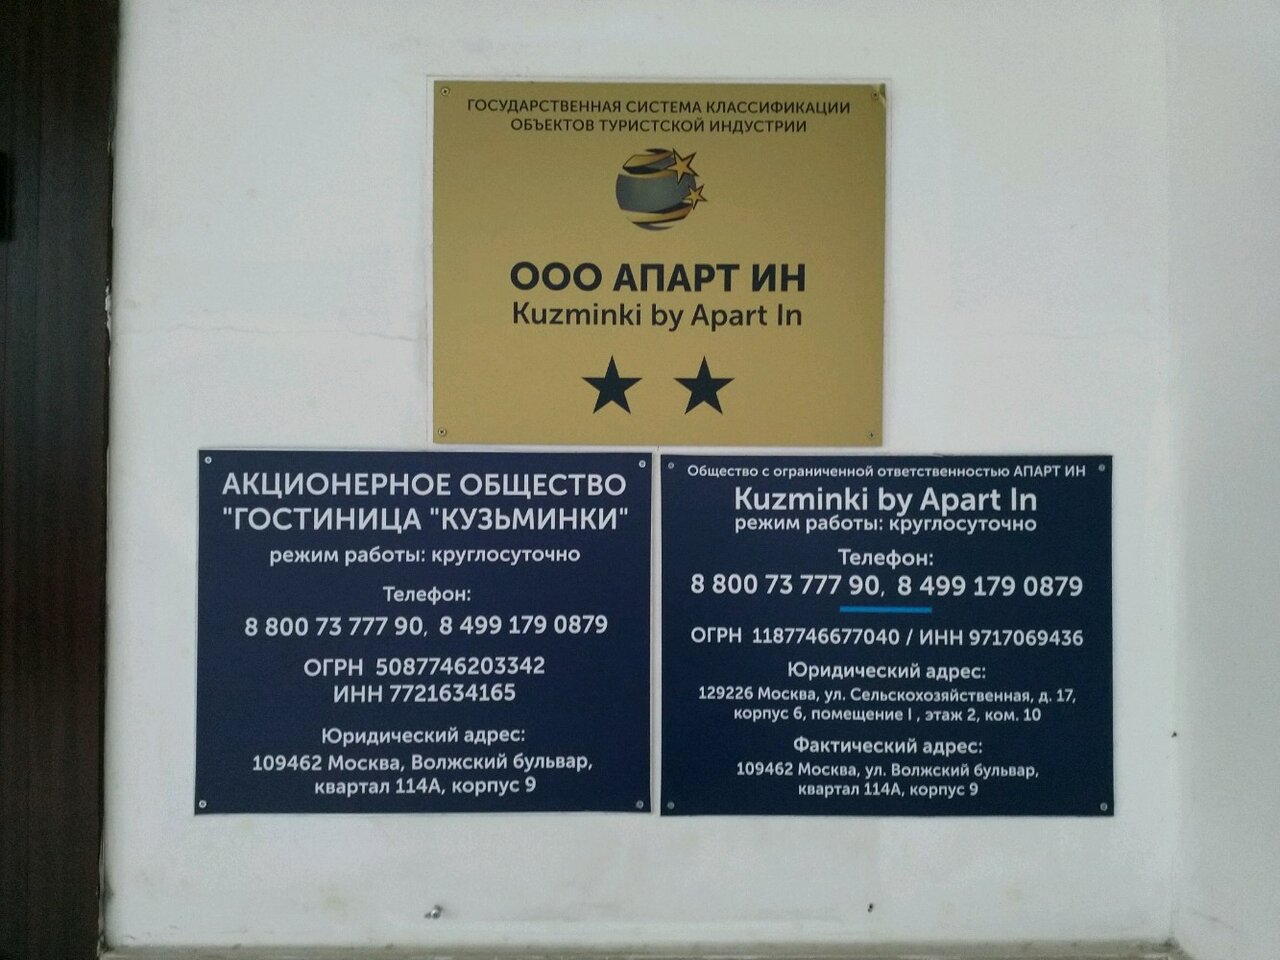 ГОСУДАРСТВЕННАЯ СИСТЕМА КЛАССИФИКАЦИИ
ОБЪЕКТОВ ТУРИСТСКОЙ ИНДУСТРИИ
ООО АПАРТ ИН
Kuzminki by Apart In
АКЦИОНЕРНОЕ ОБЩЕСТВО
"ГОСТИНИЦА "КУЗЬМИНКИ"
режим работы: круглосуточно
Телефон:
8 800 73 777 90, 8 499 179 0879
ОГРН 5087746203342
ИНН 7721634165
Юридический адрес:
109462 Москва, Волжский бульвар,
квартал 114А, корпус 9
Общество с ограниченной ответственностью АПАРТ ИН
Kuzminki by Apart In
режим работы: круглосуточно
Телефон:
8 800 73 777 90, 8 499 179 0879
ОГРН 1187746677040 / ИНН 9717069436
Юридический адрес:
129226 Москва, ул. Сельскохозяйственная, д. 17,
корпус 6, помещение I , этаж 2, ком. 10
Фактический адрес:
109462 Москва, ул. Волжский бульвар,
квартал 114А, корпус 9